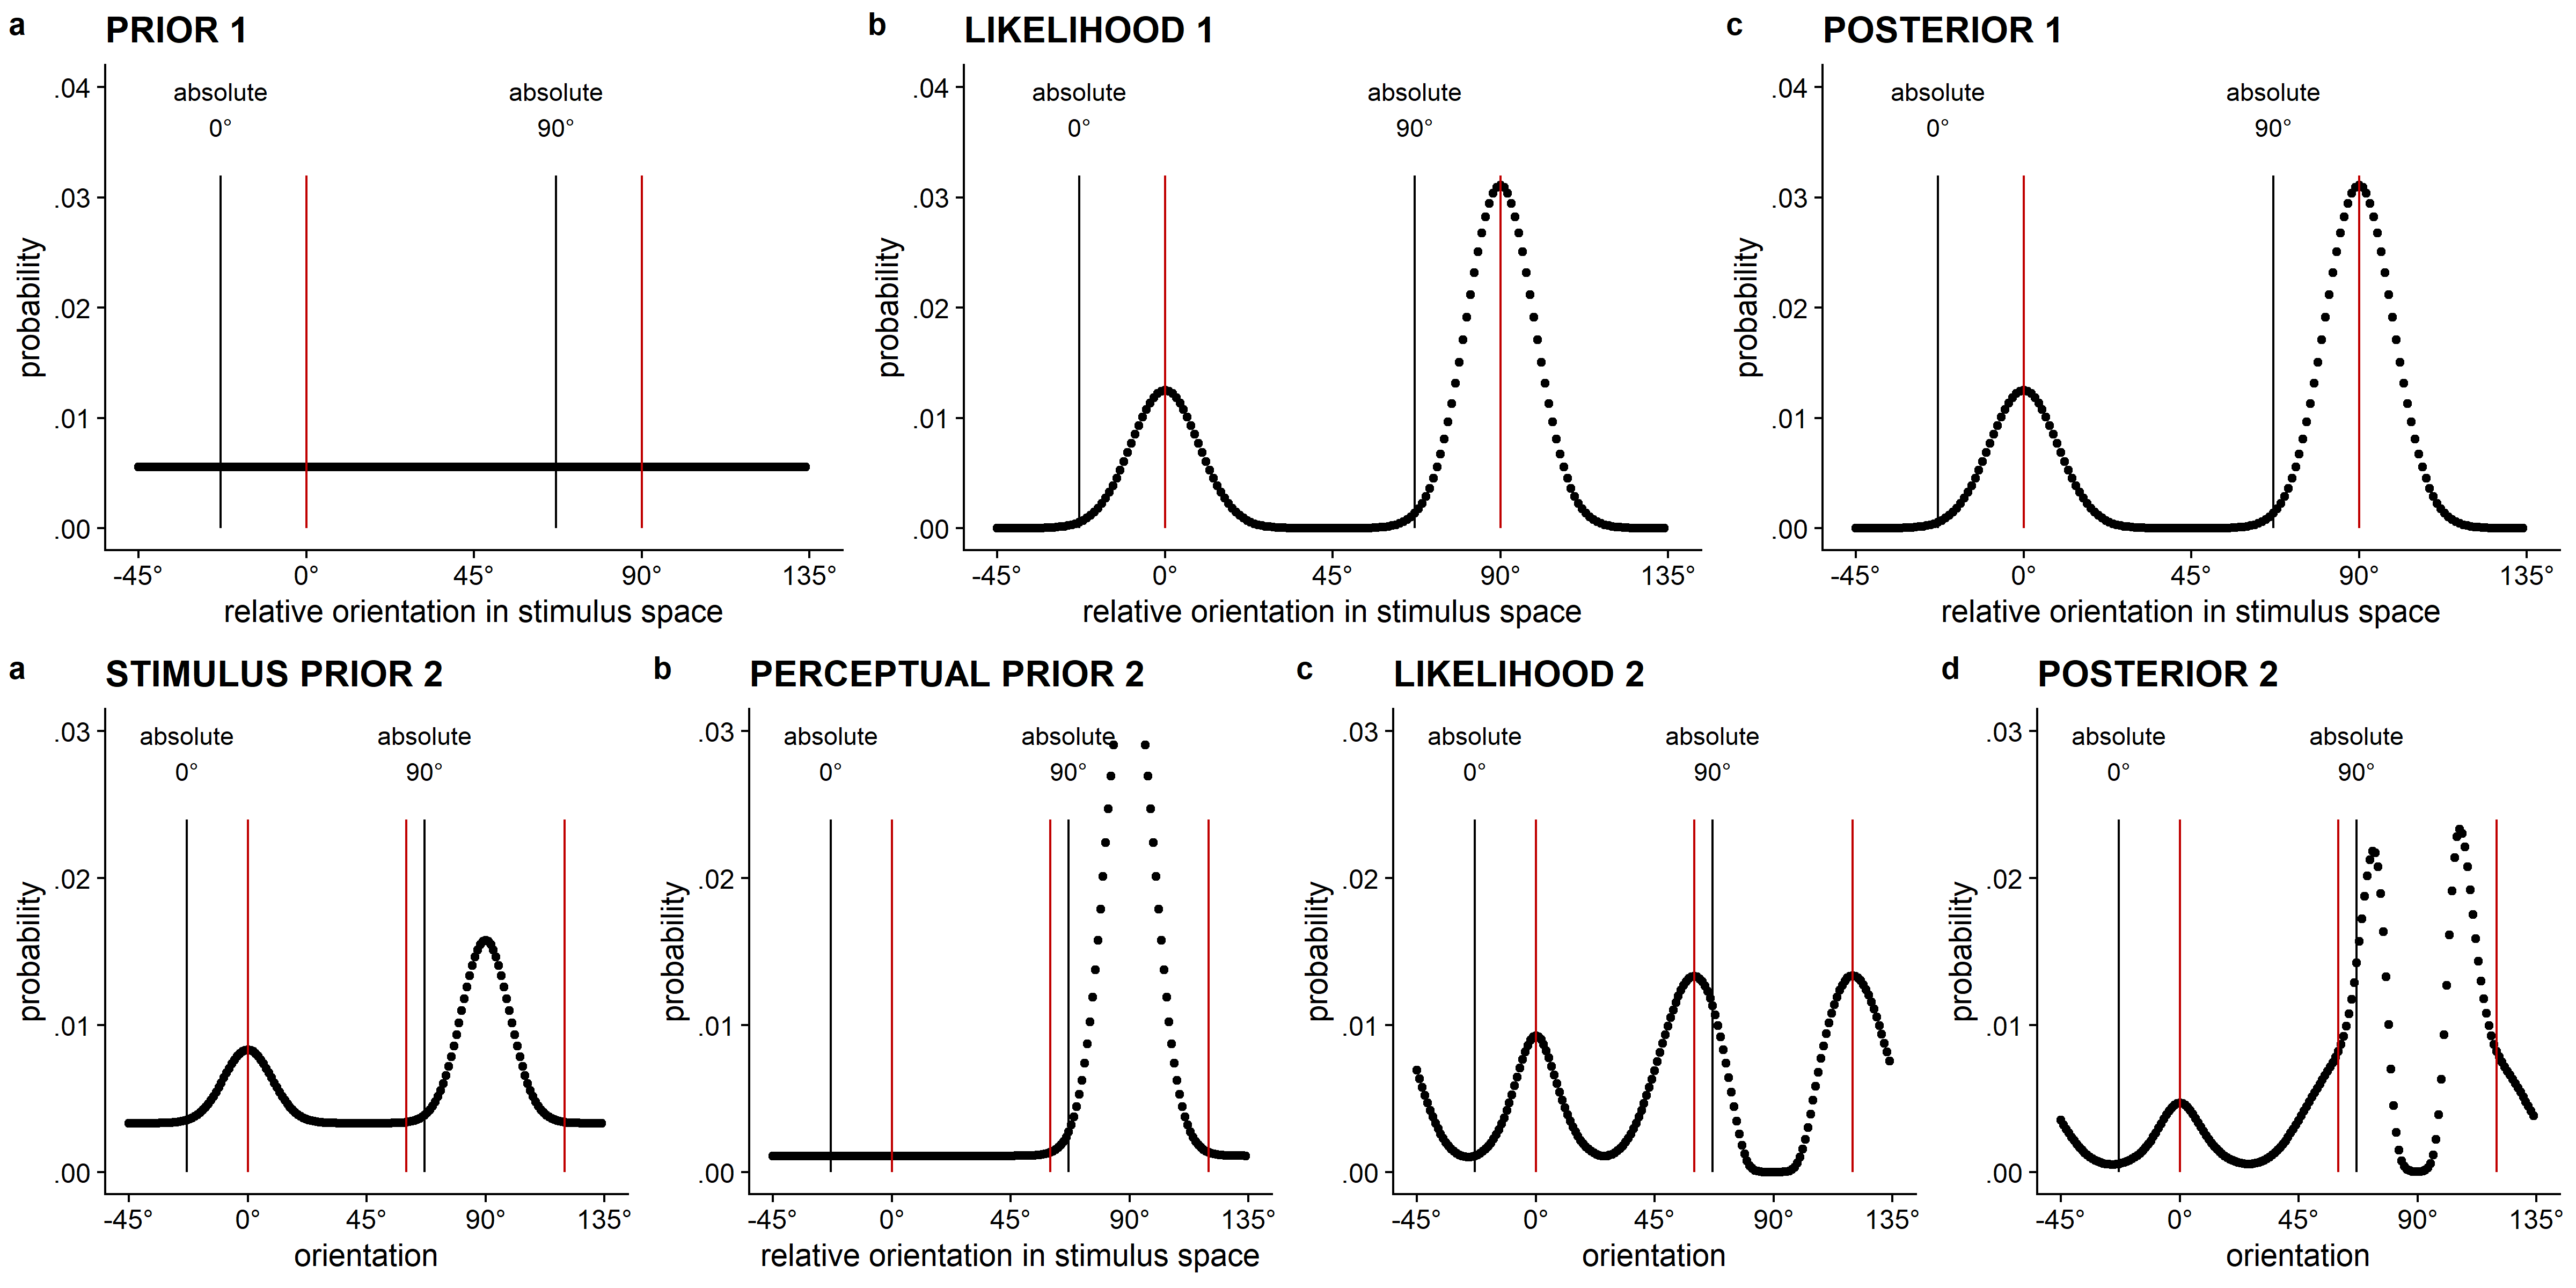 a PRIOR 1
absolute absolute
0° 90°
.04
.03
.02
.01
.00
probability
-45° 0° 45° 90° 135°
relative orientation in stimulus space
b LIKELIHOOD 1
absolute absolute
0° 90°
.04
.03
.02
.01
.00
probability
-45° 0° 45° 90° 135°
relative orientation in stimulus space
c POSTERIOR 1
absolute absolute
0° 90°
.04
.03
.02
.01
.00
probability
-45° 0° 45° 90° 135°
relative orientation in stimulus space
a STIMULUS PRIOR 2
absolute absolute
0° 90°
.03
.02
.01
.00
probability
-45° 0° 45° 90° 135°
orientation
b PERCEPTUAL PRIOR 2
absolute absolute
0° 90°
.03
.02
.01
.00
probability
-45° 0° 45° 90° 135°
relative orientation in stimulus space
c LIKELIHOOD 2
absolute absolute
0° 90°
.03
.02
.01
.00
probability
-45° 0° 45° 90° 135°
orientation
d POSTERIOR 2
absolute absolute
0° 90°
.03
.02
.01
.00
probability
-45° 0° 45° 90° 135°
orientation